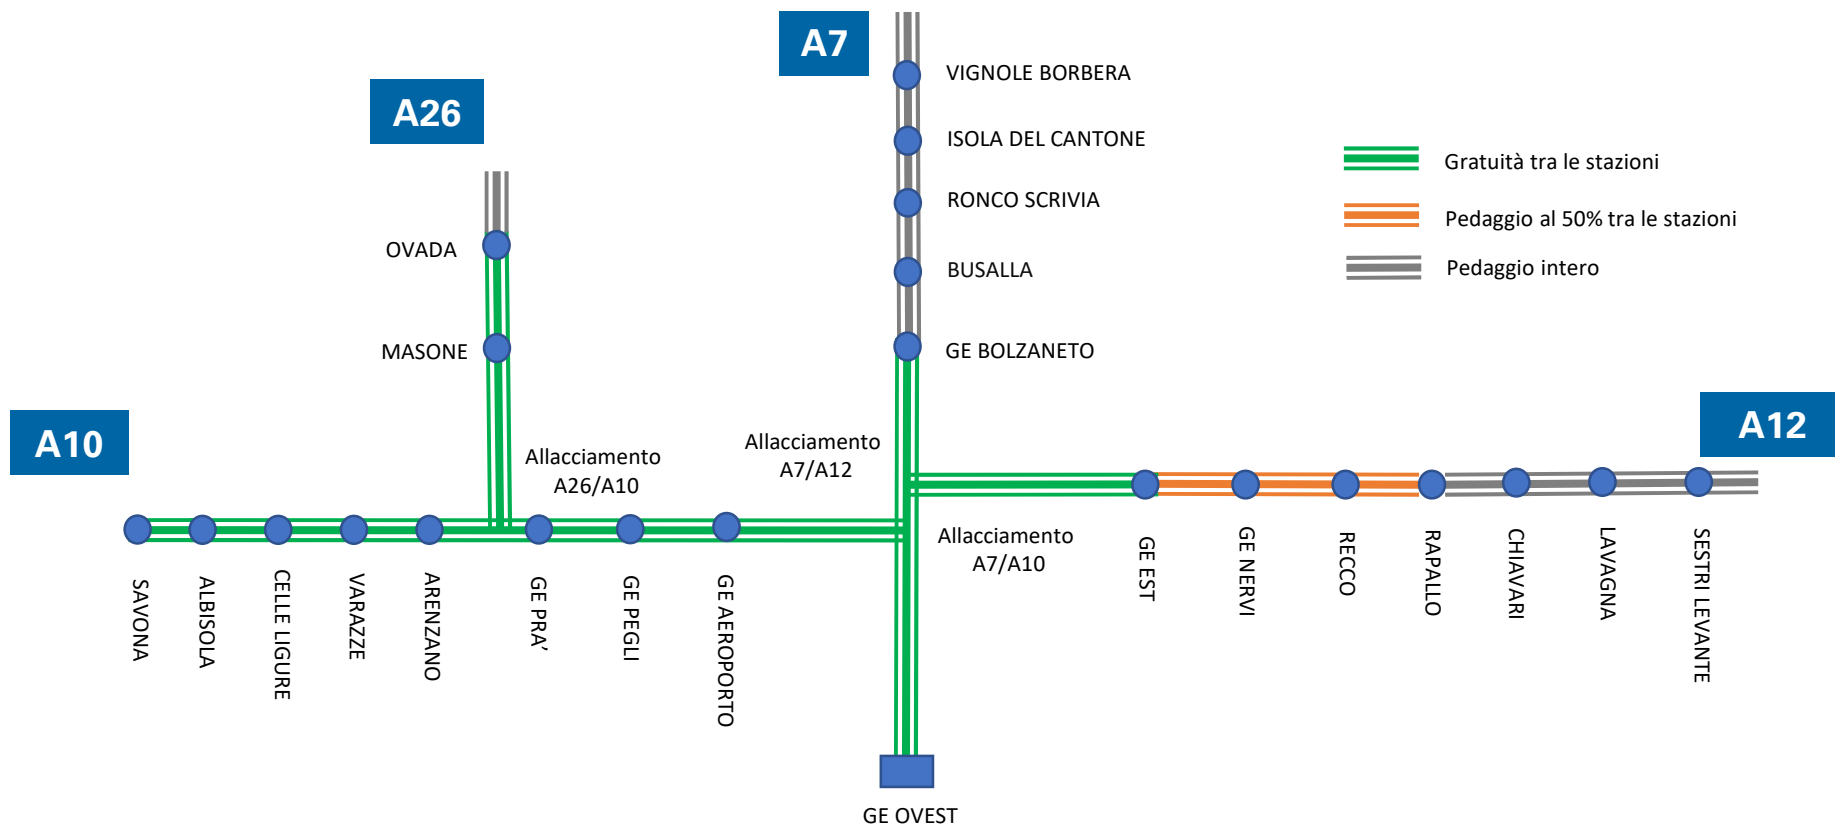 A7
VIGNOLE BORBERA
A26
ISOLA DEL CANTONE
Gratuità tra le stazioni
RONCO SCRIVIA
Pedaggio al 50% tra le stazioni
OVADA
BUSALLA
Pedaggio intero
MASONE
GE BOLZANETO
A10
A12
Allacciamento
A26/A10
Allacciamento
A7/A12
Allacciamento
A7/A10
SAVONA
ALBISOLA
CELLE LIGURE
VARAZZE
ARENZANO
GE PRA’
GE PEGLI
GE AEROPORTO
GE EST
GE NERVI
RECCO
RAPALLO
CHIAVARI
LAVAGNA
SESTRI LEVANTE
GE OVEST